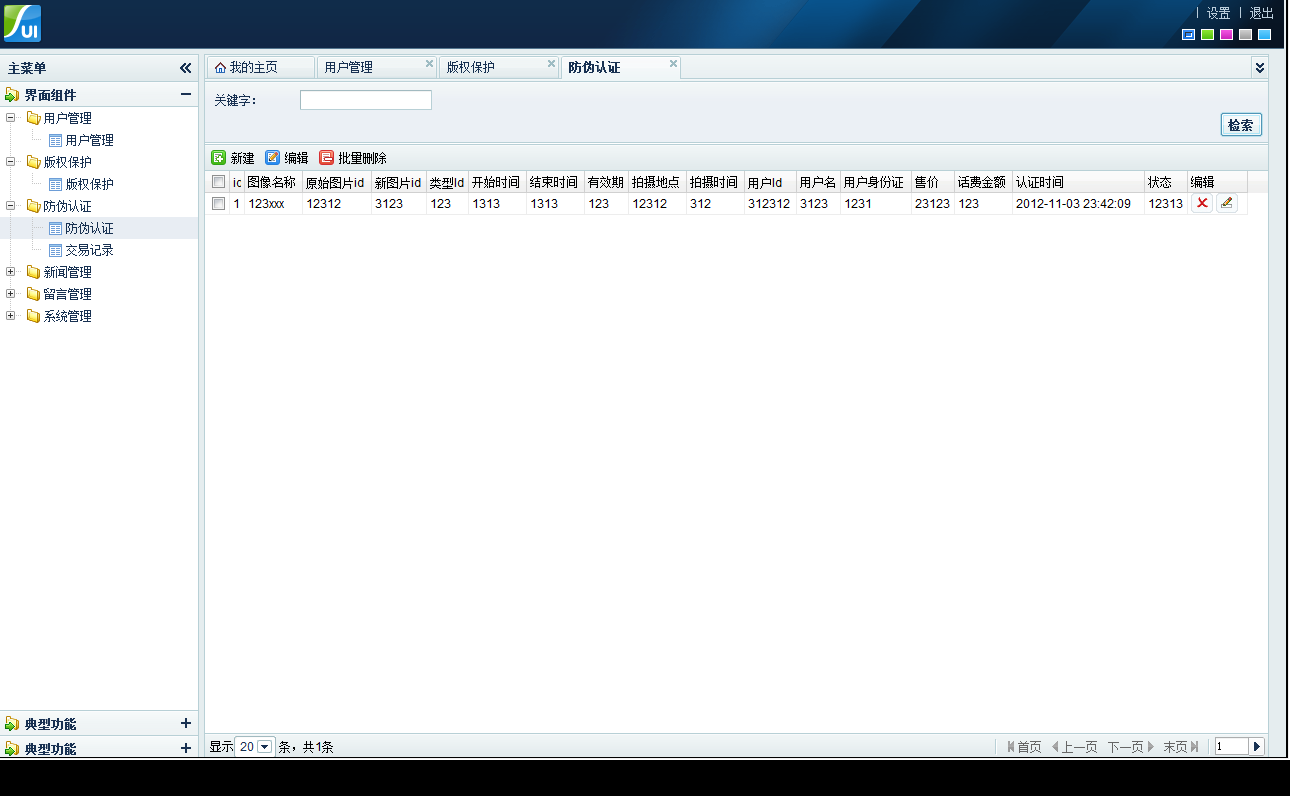 UI
设置 退出
主菜单
界面组件
用户管理
用户管理
版权保护
版权保护
防伪认证
防伪认证
交易记录
新闻管理
留言管理
系统管理
典型功能
典型功能
我的主页 用户管理 版权保护 防伪认证
关键字：
检索
新建 编辑 批量删除
ic 图像名称 原始图片id 新图片id 类型Id 开始时间 结束时间 有效期 拍摄地点 拍摄时间 用户Id 用户名 用户身份证 售价 话费金额 认证时间 状态 编辑
1 123xxx 12312 3123 123 1313 1313 123 12312 312 312312 3123 1231 23123 123 2012-11-03 23:42:09 12313
显示 20 条，共1条 首页 上一页 下一页 末页 1